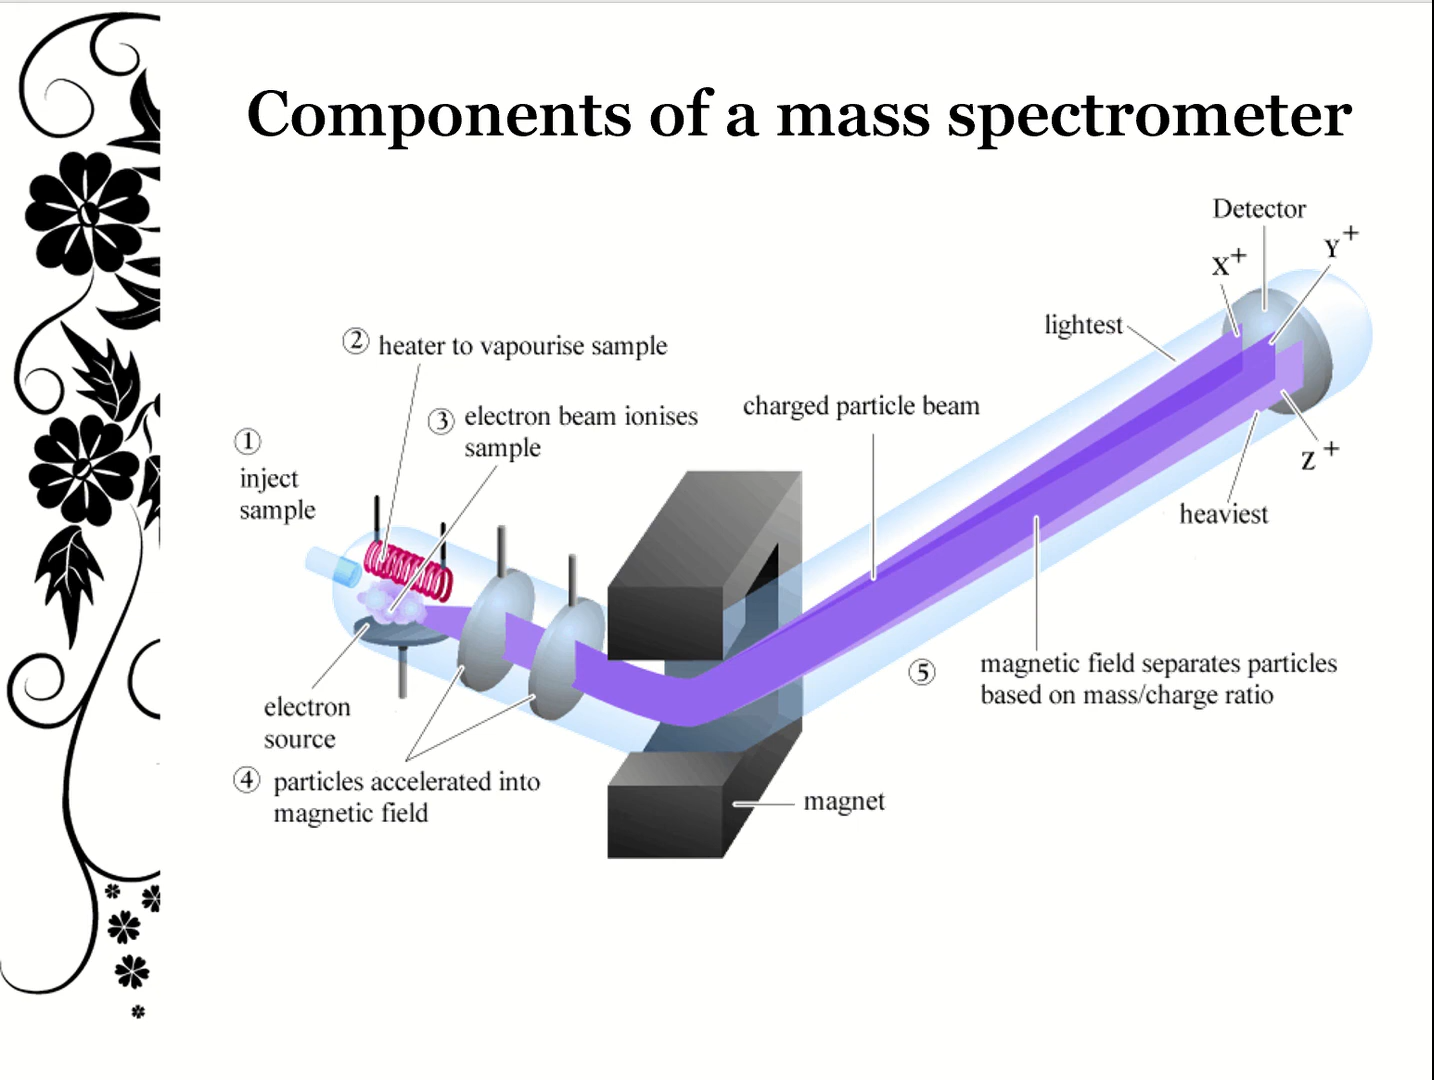 Components of a mass spectrometer
Detector
X+
Y+
lightest
② heater to vapourise sample
③ electron beam ionises
sample
charged particle beam
①
inject
sample
Z+
heaviest
electron
source
④ particles accelerated into
magnetic field
⑤ magnetic field separates particles
based on mass/charge ratio
magnet